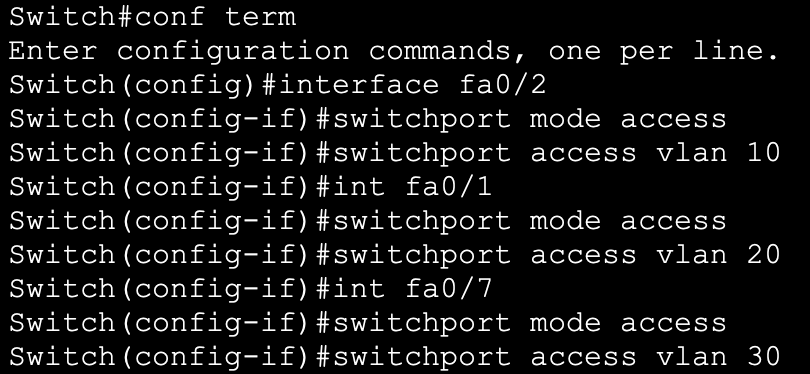 Switch#conf term
Enter configuration commands, one per line.
Switch(config)#interface fa0/2
Switch(config-if)#switchport mode access
Switch(config-if)#switchport access vlan 10
Switch(config-if)#int fa0/1
Switch(config-if)#switchport mode access
Switch(config-if)#switchport access vlan 20
Switch(config-if)#int fa0/7
Switch(config-if)#switchport mode access
Switch(config-if)#switchport access vlan 30